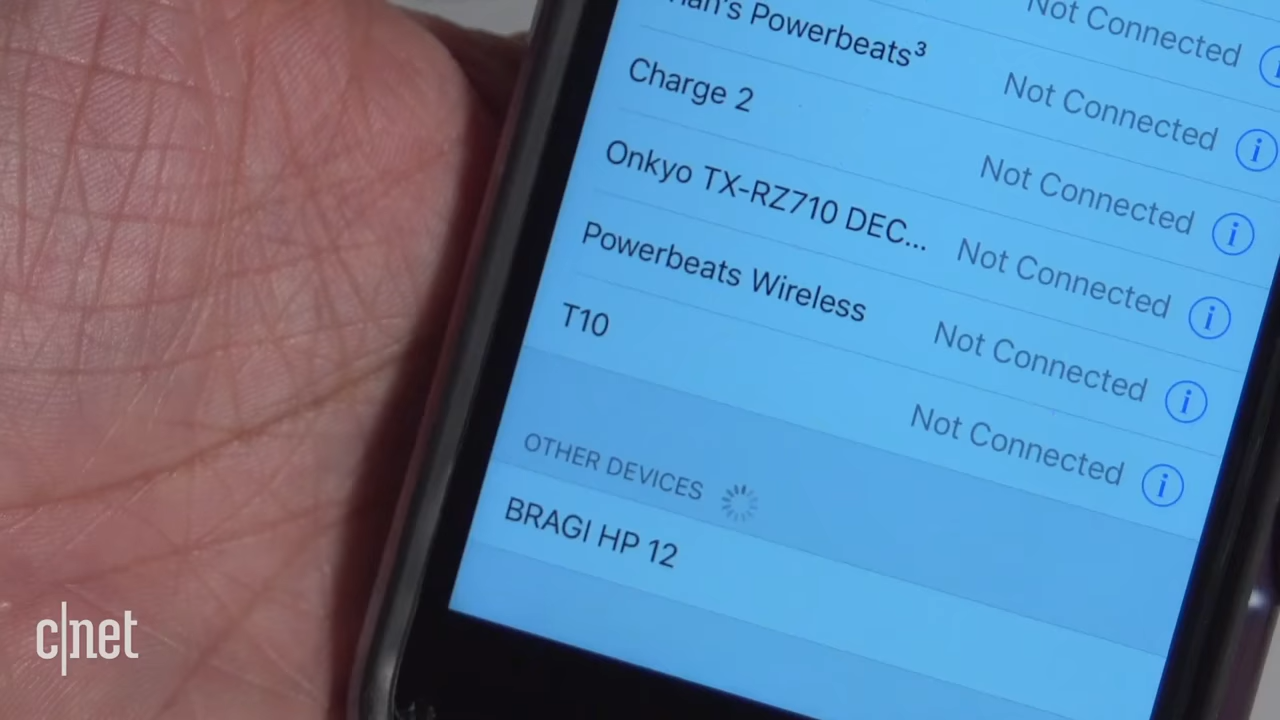 Not Connected
Powerbeats³ Not Connected
Charge 2 Not Connected
Onkyo TX-RZ710 DEC... Not Connected
Powerbeats Wireless Not Connected
T10 Not Connected
OTHER DEVICES
BRAGI HP 12
c|net